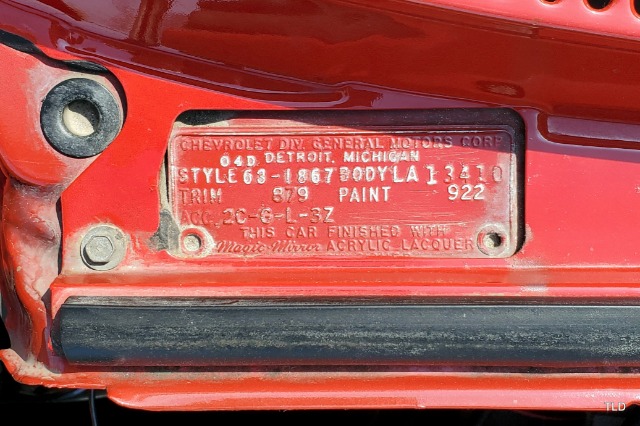 CHEVROLET DIV. GENERAL MOTORS CORP
04D DETROIT, MICHIGAN
STYLE 63-1867 BODY LA 13410
TRIM 879 PAINT 922
ACC. 2C-G-L-3Z
THIS CAR FINISHED WITH
Magic-Mirror ACRYLIC LACQUER
TLD